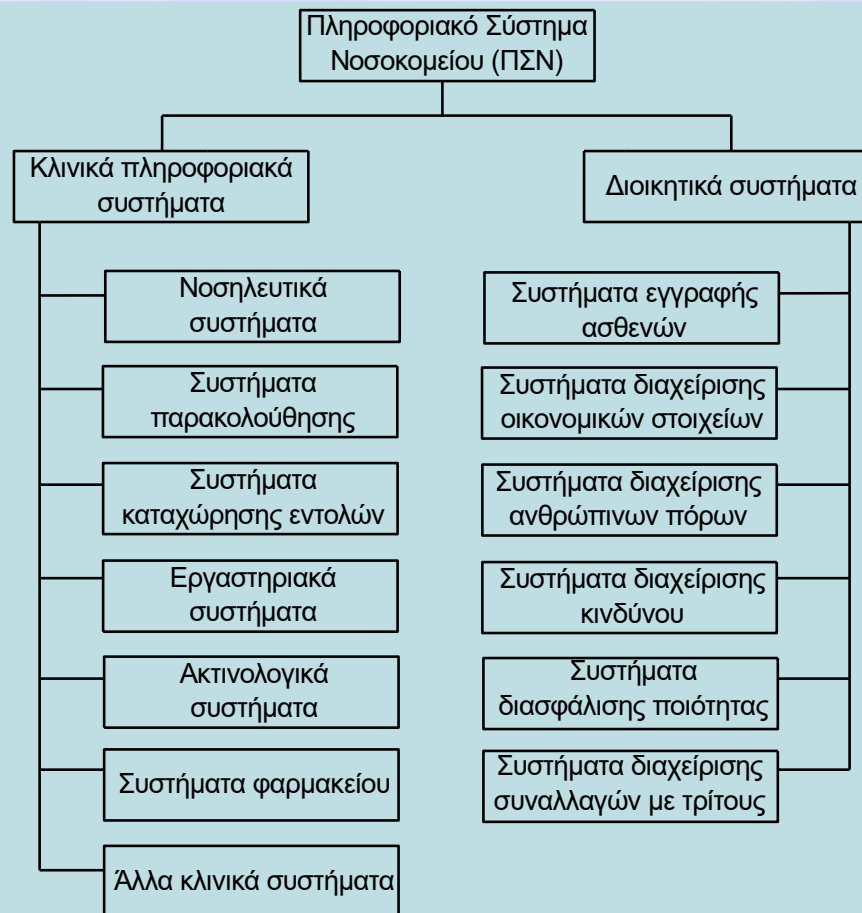 Πληροφοριακό Σύστημα
Νοσοκομείου (ΠΣΝ)
Κλινικά πληροφοριακά
συστήματα
Διοικητικά συστήματα
Νοσηλευτικά
συστήματα
Συστήματα
παρακολούθησης
Συστήματα
καταχώρησης εντολών
Εργαστηριακά
συστήματα
Ακτινολογικά
συστήματα
Συστήματα φαρμακείου
Άλλα κλινικά συστήματα
Συστήματα εγγραφής
ασθενών
Συστήματα διαχείρισης
οικονομικών στοιχείων
Συστήματα διαχείρισης
ανθρώπινων πόρων
Συστήματα διαχείρισης
κινδύνου
Συστήματα
διασφάλισης ποιότητας
Συστήματα διαχείρισης
συναλλαγών με τρίτους